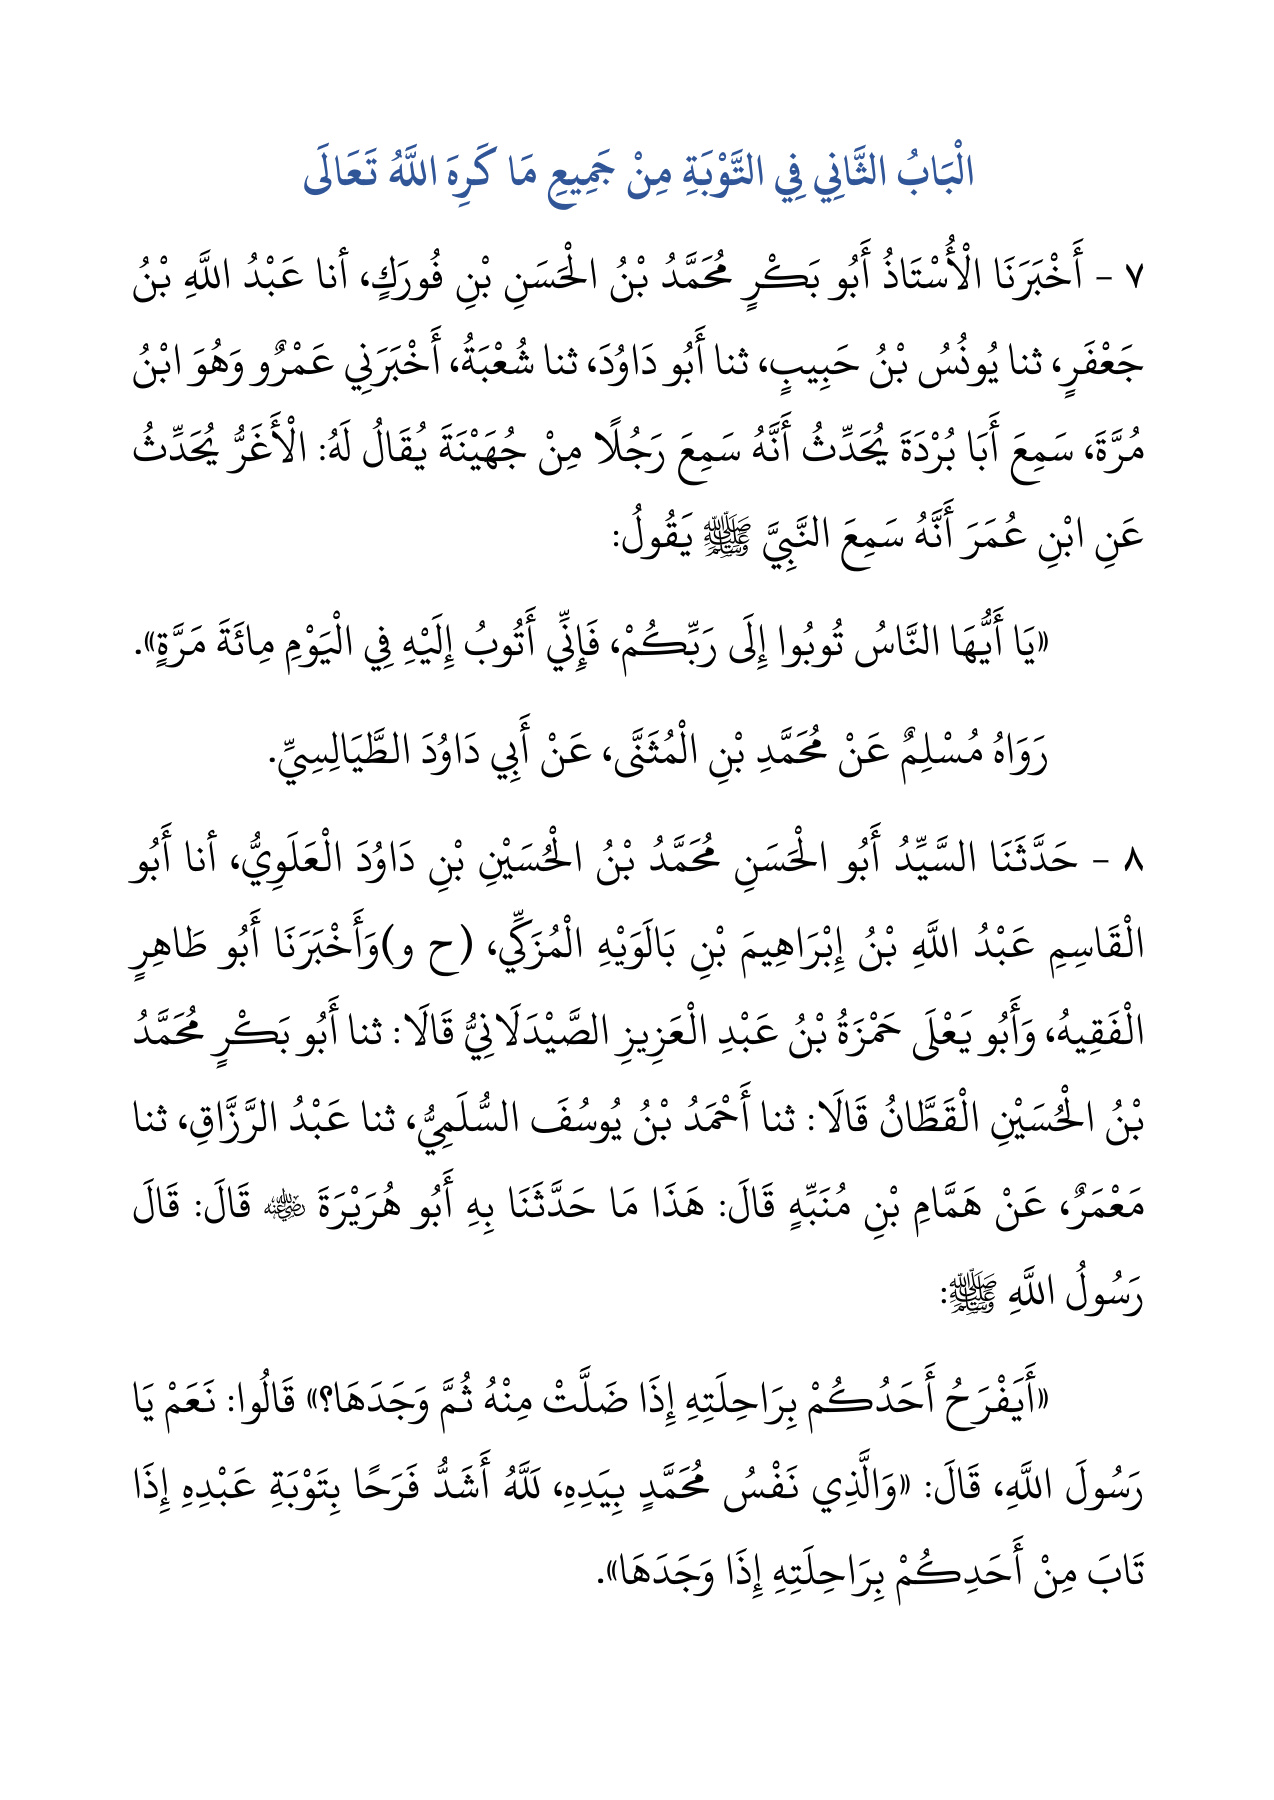 الْبَابُ الثَّانِي فِي التَّوْبَةِ مِنْ جَمِيعِ مَا كَرِهَ اللَّهُ تَعَالَى
٧ - أَخْبَرَنَا الْأُسْتَاذُ أَبُو بَكْرٍ مُحَمَّدُ بْنُ الْحَسَنِ بْنِ فُورَكٍ، أنا عَبْدُ اللَّهِ بْنُ
جَعْفَرٍ، ثنا يُونُسُ بْنُ حَبِيبٍ، ثنا أَبُو دَاوُدَ، ثنا شُعْبَةُ، أَخْبَرَنِي عَمْرٌو وَهُوَ ابْنُ
مُرَّةَ، سَمِعَ أَبَا بُرْدَةَ يُحَدِّثُ أَنَّهُ سَمِعَ رَجُلًا مِنْ جُهَيْنَةَ يُقَالُ لَهُ: الْأَغَرُّ يُحَدِّثُ
عَنِ ابْنِ عُمَرَ أَنَّهُ سَمِعَ النَّبِيَّ ﷺ يَقُولُ:
«يَا أَيُّهَا النَّاسُ تُوبُوا إِلَى رَبِّكُمْ، فَإِنِّي أَتُوبُ إِلَيْهِ فِي الْيَوْمِ مِائَةَ مَرَّةٍ».
رَوَاهُ مُسْلِمٌ عَنْ مُحَمَّدِ بْنِ الْمُثَنَّى، عَنْ أَبِي دَاوُدَ الطَّيَالِسِيِّ.
٨ - حَدَّثَنَا السَّيِّدُ أَبُو الْحَسَنِ مُحَمَّدُ بْنُ الْحُسَيْنِ بْنِ دَاوُدَ الْعَلَوِيُّ، أنا أَبُو
الْقَاسِمِ عَبْدُ اللَّهِ بْنُ إِبْرَاهِيمَ بْنِ بَالَوَيْهِ الْمُزَكِّي، (ح و)وَأَخْبَرَنَا أَبُو طَاهِرٍ
الْفَقِيهُ، وَأَبُو يَعْلَى حَمْزَةُ بْنُ عَبْدِ الْعَزِيزِ الصَّيْدَلَانِيُّ قَالَا: ثنا أَبُو بَكْرٍ مُحَمَّدُ
بْنُ الْحُسَيْنِ الْقَطَّانُ قَالَا: ثنا أَحْمَدُ بْنُ يُوسُفَ السُّلَمِيُّ، ثنا عَبْدُ الرَّزَّاقِ، ثنا
مَعْمَرٌ، عَنْ هَمَّامِ بْنِ مُنَبِّهٍ قَالَ: هَذَا مَا حَدَّثَنَا بِهِ أَبُو هُرَيْرَةَ ﵁ قَالَ: قَالَ
رَسُولُ اللَّهِ ﷺ:
«أَيَفْرَحُ أَحَدُكُمْ بِرَاحِلَتِهِ إِذَا ضَلَّتْ مِنْهُ ثُمَّ وَجَدَهَا؟» قَالُوا: نَعَمْ يَا
رَسُولَ اللَّهِ، قَالَ: «وَالَّذِي نَفْسُ مُحَمَّدٍ بِيَدِهِ، لَلَّهُ أَشَدُّ فَرَحًا بِتَوْبَةِ عَبْدِهِ إِذَا
تَابَ مِنْ أَحَدِكُمْ بِرَاحِلَتِهِ إِذَا وَجَدَهَا».